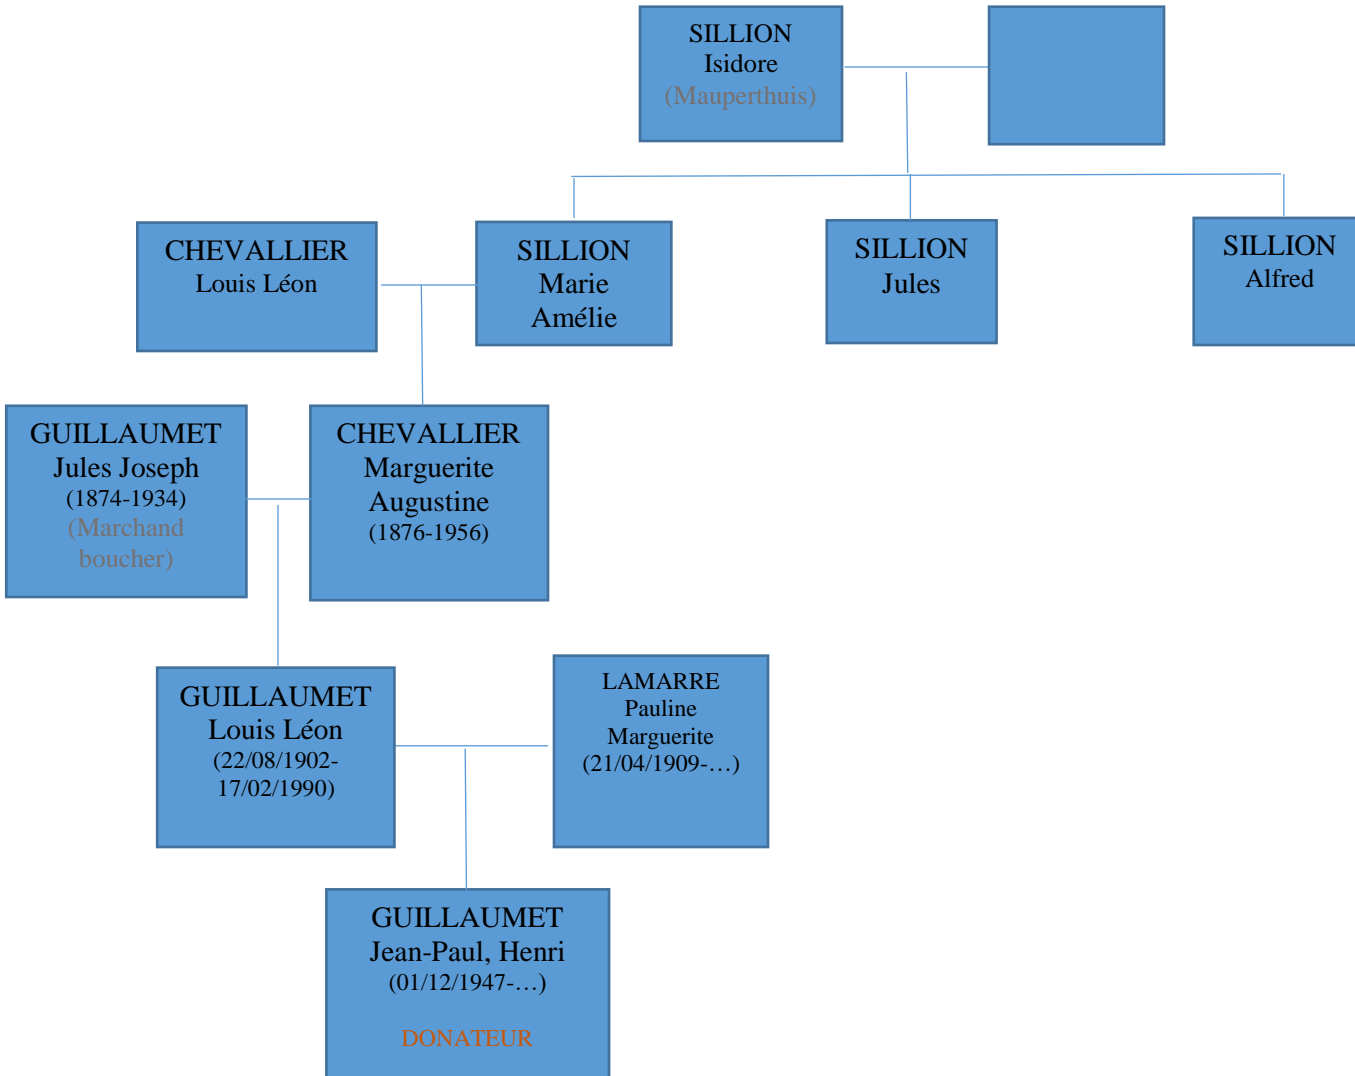 SILLION
Isidore
(Mauperthuis)
CHEVALLIER
Louis Léon
SILLION
Marie
Amélie
SILLION
Jules
SILLION
Alfred
GUILLAUMET
Jules Joseph
(1874-1934)
(Marchand
boucher)
CHEVALLIER
Marguerite
Augustine
(1876-1956)
GUILLAUMET
Louis Léon
(22/08/1902-
17/02/1990)
LAMARRE
Pauline
Marguerite
(21/04/1909-…)
GUILLAUMET
Jean-Paul, Henri
(01/12/1947-…)
DONATEUR